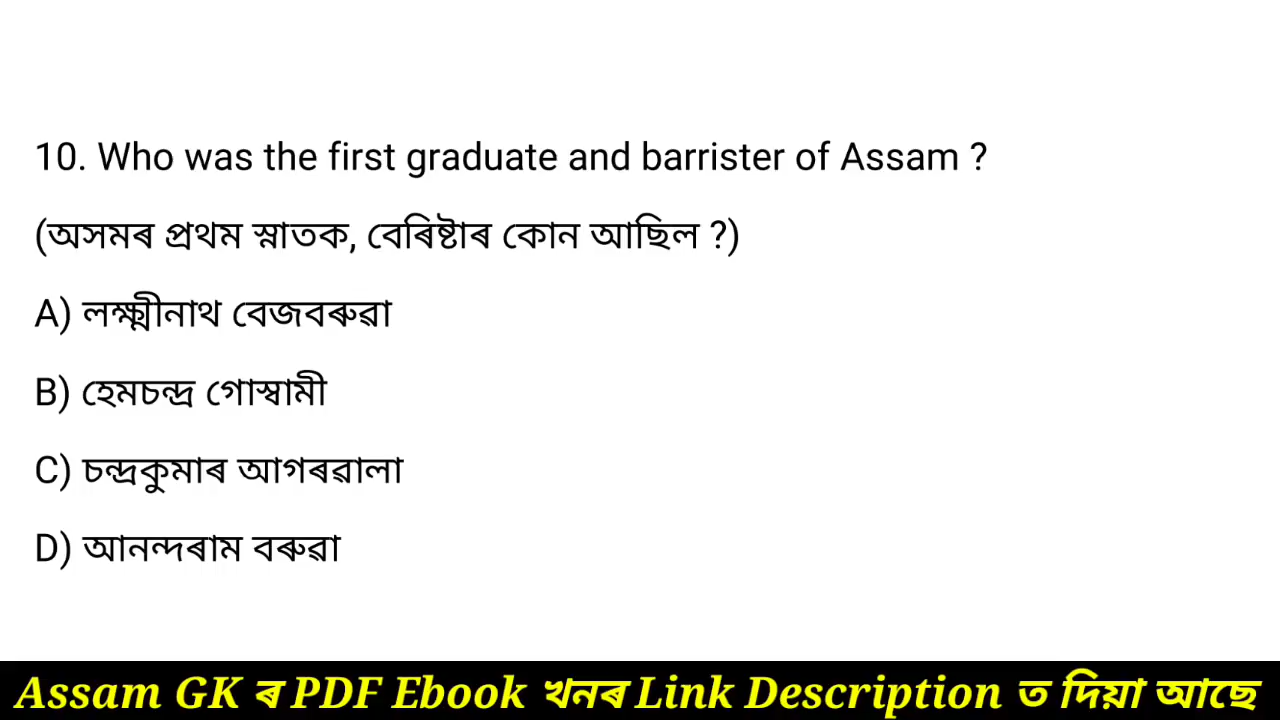 10. Who was the first graduate and barrister of Assam ?
(অসমৰ প্ৰথম স্নাতক, বেৰিষ্টাৰ কোন আছিল ?)
A) লক্ষ্মীনাথ বেজবৰুৱা
B) হেমচন্দ্ৰ গোস্বামী
C) চন্দ্ৰকুমাৰ আগৰৱালা
D) আনন্দৰাম বৰুৱা
Assam GK ৰ PDF Ebook খনৰ Link Description ত দিয়া আছে